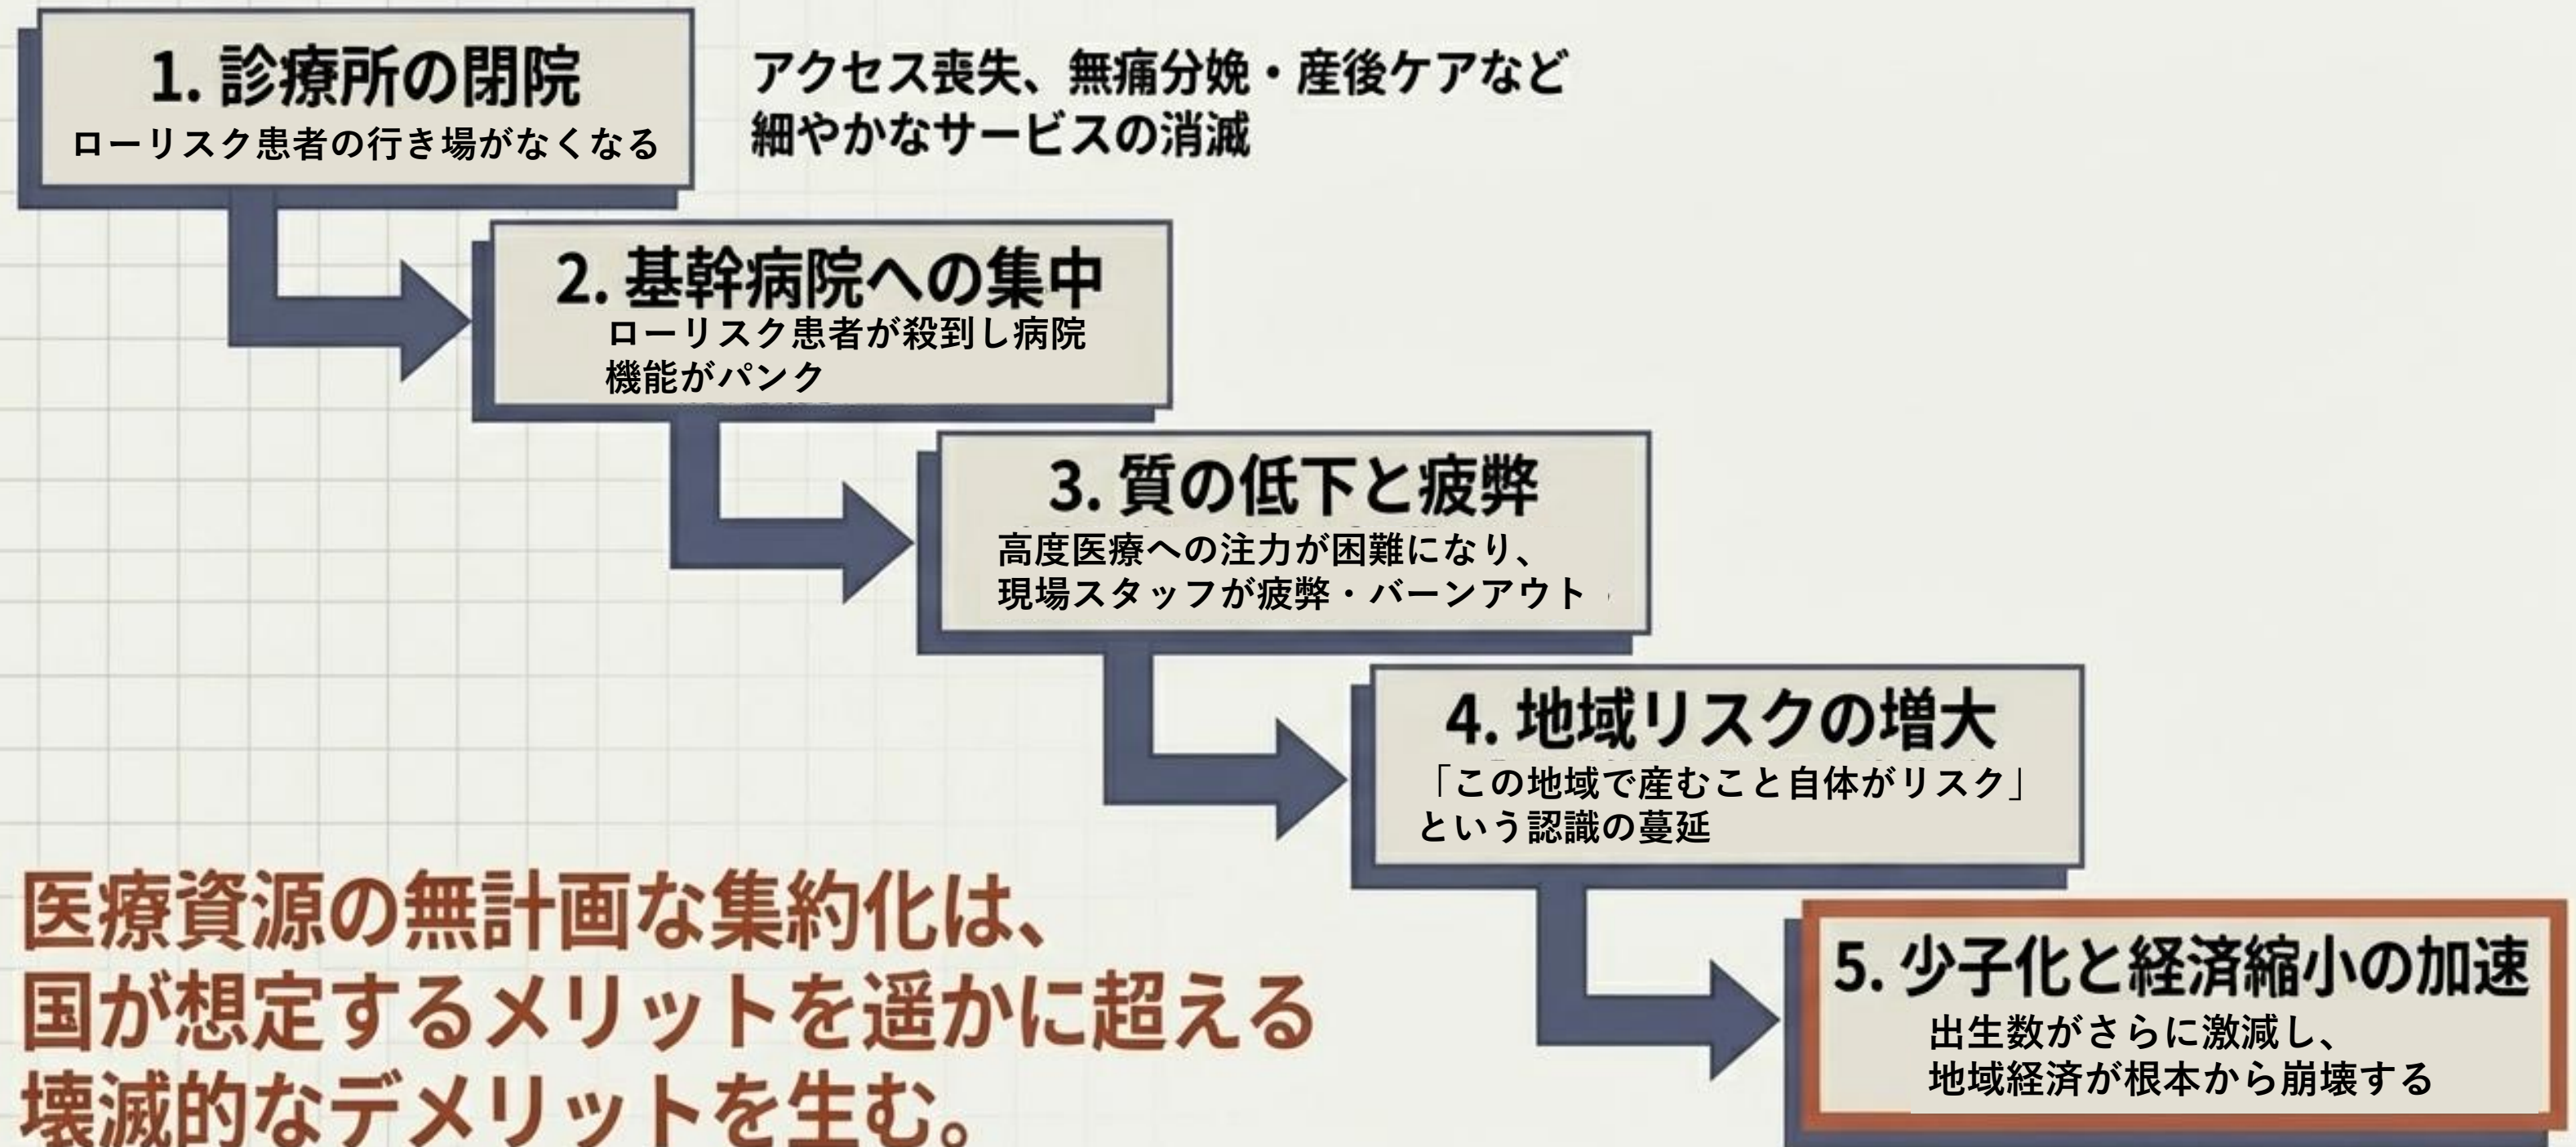 1. 診療所の閉院
ローリスク患者の行き場がなくなる
アクセス喪失、無痛分娩・産後ケアなど
細やかなサービスの消滅
2. 基幹病院への集中
ローリスク患者が殺到し病院
機能がパンク
3. 質の低下と疲弊
高度医療への注力が困難になり、
現場スタッフが疲弊・バーンアウト
4. 地域リスクの増大
「この地域で産むこと自体がリスク」
という認識の蔓延
5. 少子化と経済縮小の加速
出生数がさらに激減し、
地域経済が根本から崩壊する
医療資源の無計画な集約化は、
国が想定するメリットを遥かに超える
壊滅的なデメリットを生む。